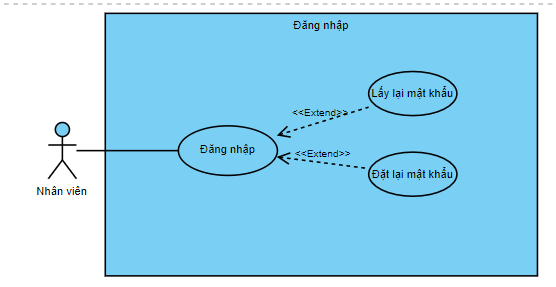 Đăng nhập
Lấy lại mật khẩu
<<Extend>>
Đăng nhập
<<Extend>>
Đặt lại mật khẩu
Nhân viên